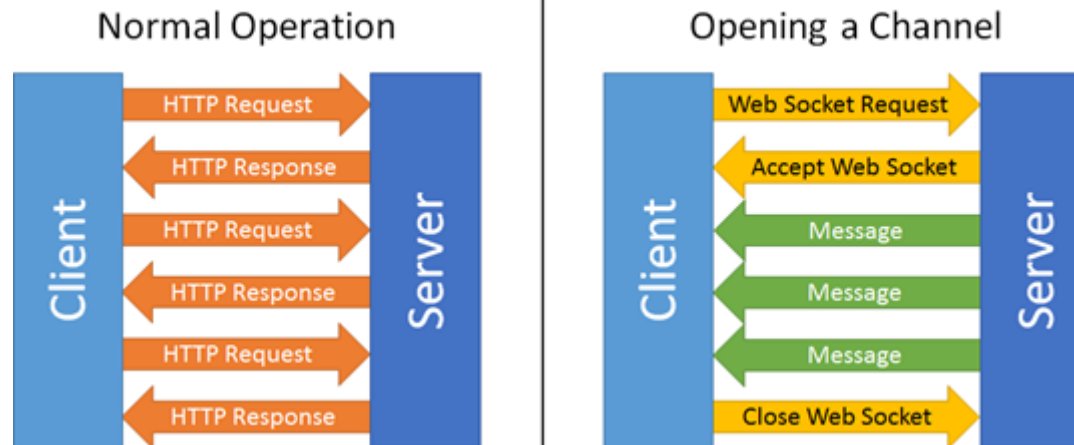 Normal Operation
Client
HTTP Request
HTTP Response
HTTP Request
HTTP Response
HTTP Request
HTTP Response
Server
Opening a Channel
Client
Web Socket Request
Accept Web Socket
Message
Message
Message
Close Web Socket
Server